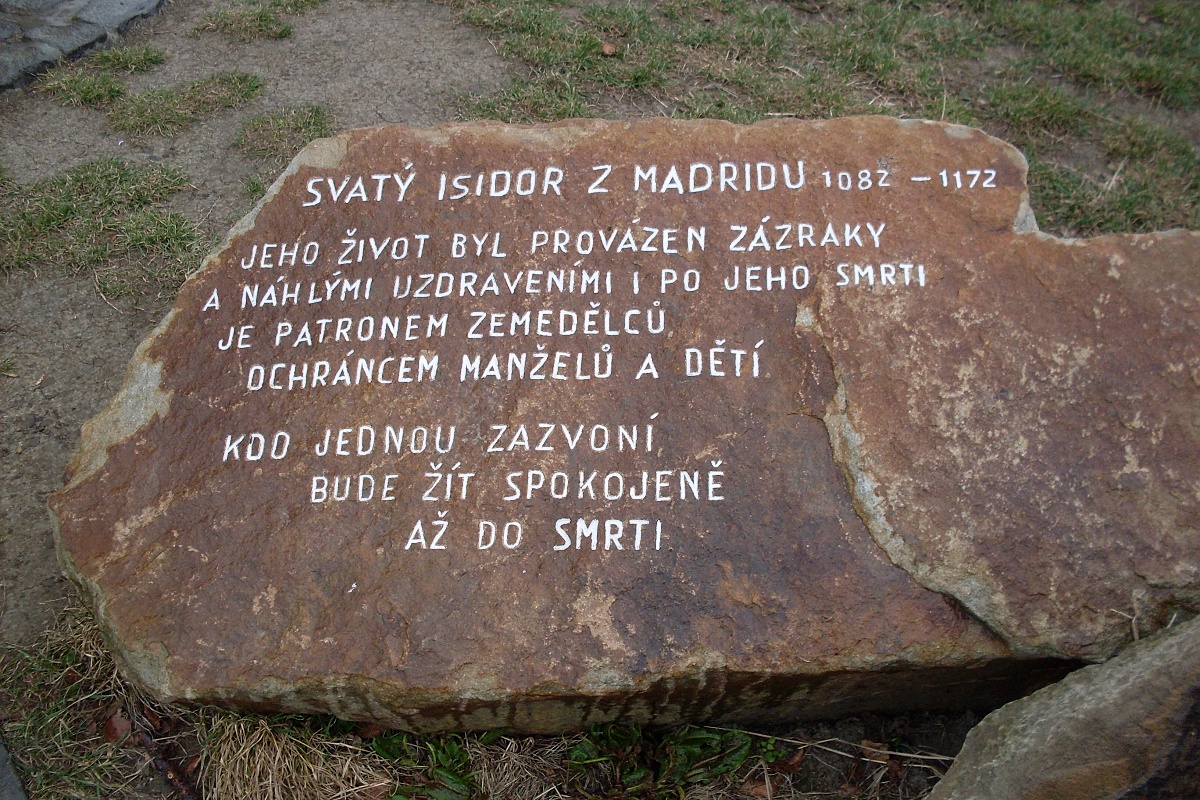 SVATÝ ISIDOR Z MADRIDU 1082 – 1172
JEHO ŽIVOT BYL PROVÁZEN ZÁZRAKY
A NÁHLÝMI UZDRAVENÍMI I PO JEHO SMRTI
JE PATRONEM ZEMEDĚLCŮ
OCHRÁNCEM MANŽELŮ A DĚTÍ
KDO JEDNOU ZAZVONÍ
BUDE ŽÍT SPOKOJENĚ
AŽ DO SMRTI